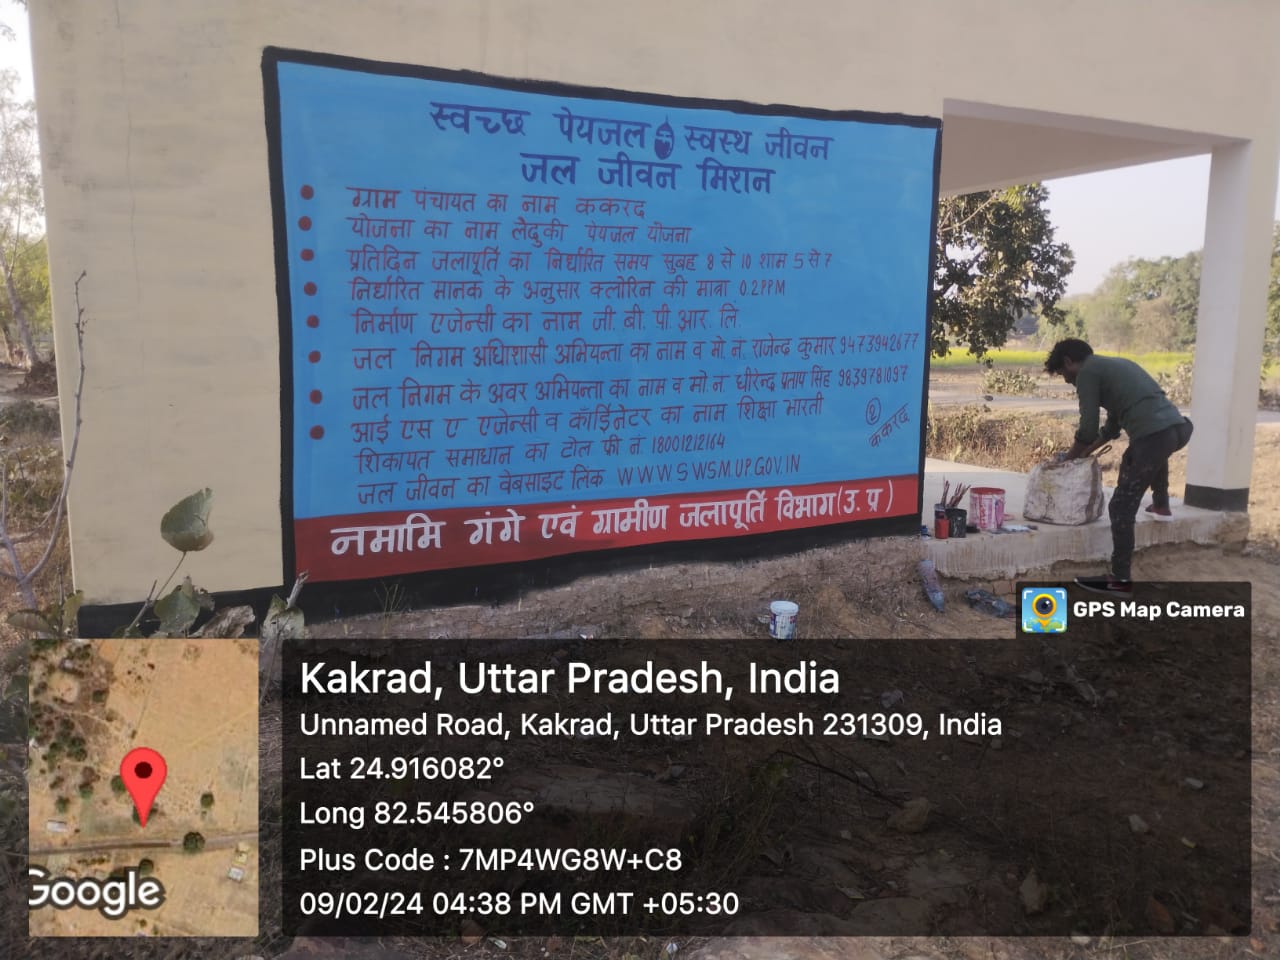 स्वच्छ पेयजल स्वस्थ जीवन
जल जीवन मिशन
ग्राम पंचायत का नाम ककरद
योजना का नाम लेदुकी पेयजल योजना
प्रतिदिन जलापूर्ति का निर्धारित समय सुबह 8 से 10 शाम 5 से 7
निर्धारित मानक के अनुसार क्लोरिन की मात्रा 0.2PPM
निर्माण एजेन्सी का नाम जी. बी. पी. आर. लि.
जल निगम अधिशासी अभियन्ता का नाम व मो. नं. राजेन्द्र कुमार 9473942677
जल निगम के अवर अभियन्ता का नाम व मो न. धीरेन्द्र प्रताप सिंह 9839781097
आई एस ए एजेन्सी व कॉर्डिनेटर का नाम शिक्षा भारती
शिकायत समाधान का टोल फ्री नं. 18001212164
जल जीवन का वेबसाइट लिंक WWW.SWSM.UP.GOV.IN
ककरद
नमामि गंगे एवं ग्रामीण जलापूर्ति विभाग (उ. प्र)
GPS Map Camera
Kakrad, Uttar Pradesh, India
Unnamed Road, Kakrad, Uttar Pradesh 231309, India
Lat 24.916082°
Long 82.545806°
Plus Code : 7MP4WG8W+C8
09/02/24 04:38 PM GMT +05:30
Google